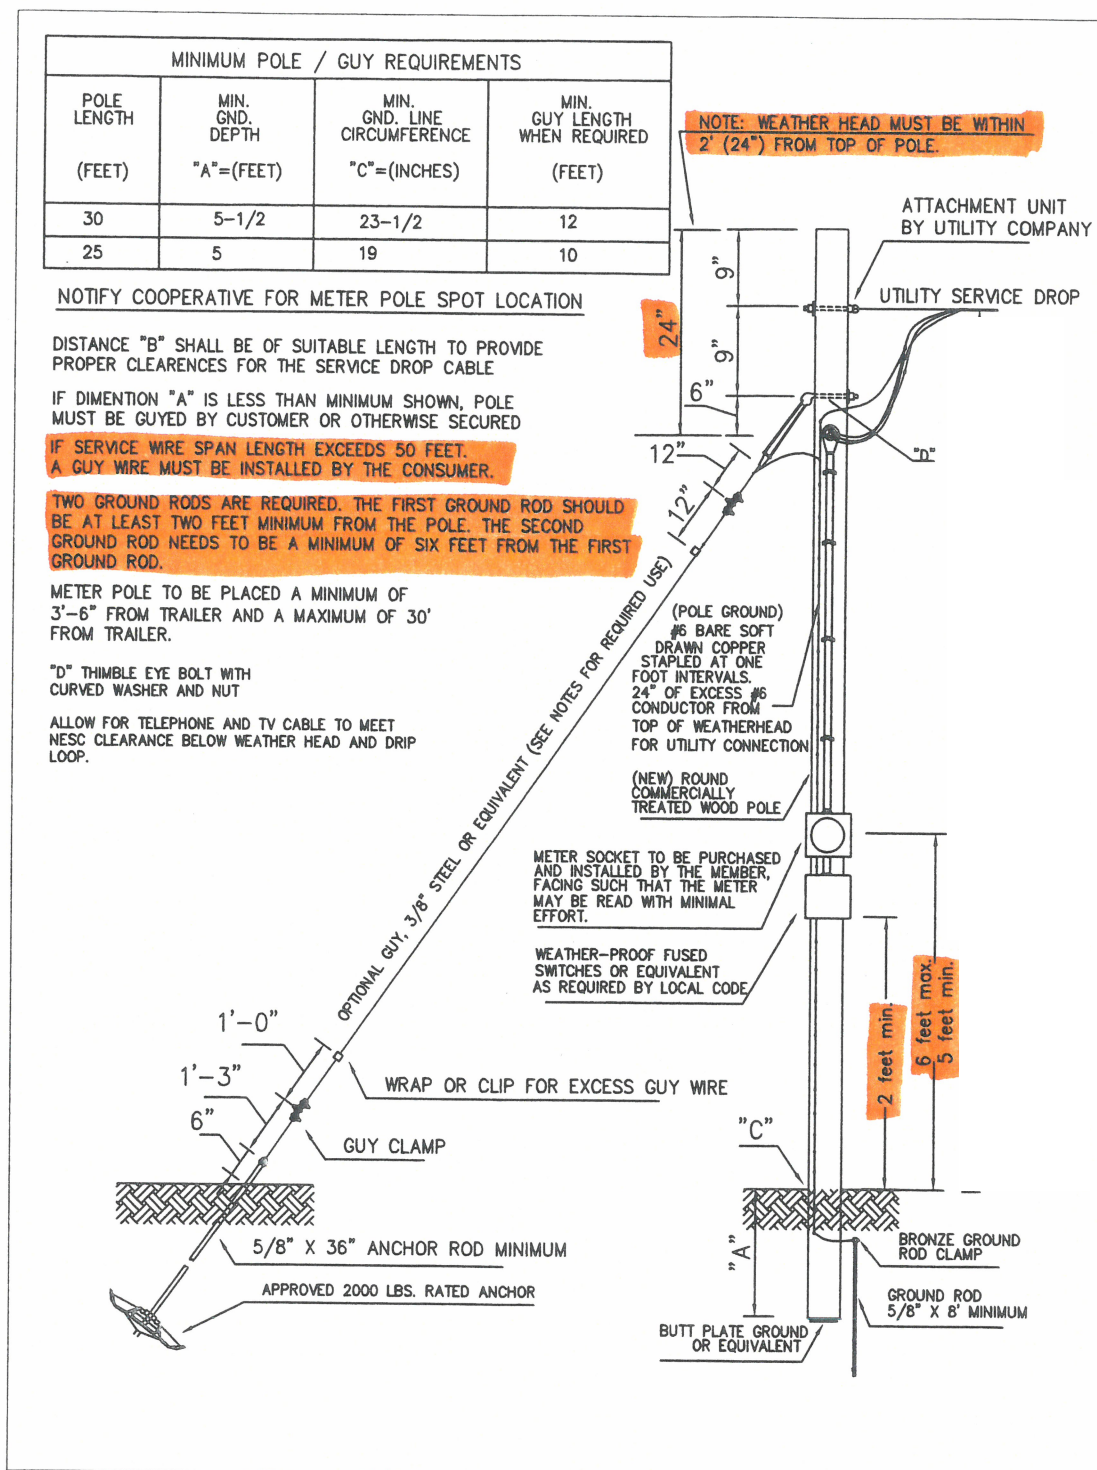 MINIMUM POLE / GUY REQUIREMENTS
POLE LENGTH (FEET)
MIN. GND. DEPTH "A"=(FEET)
MIN. GND. LINE CIRCUMFERENCE "C"=(INCHES)
MIN. GUY LENGTH WHEN REQUIRED (FEET)
30 5-1/2 23-1/2 12
25 5 19 10
NOTE: WEATHER HEAD MUST BE WITHIN
2' (24") FROM TOP OF POLE.
NOTIFY COOPERATIVE FOR METER POLE SPOT LOCATION
DISTANCE "B" SHALL BE OF SUITABLE LENGTH TO PROVIDE
PROPER CLEARENCES FOR THE SERVICE DROP CABLE
IF DIMENTION "A" IS LESS THAN MINIMUM SHOWN, POLE
MUST BE GUYED BY CUSTOMER OR OTHERWISE SECURED
IF SERVICE WIRE SPAN LENGTH EXCEEDS 50 FEET.
A GUY WIRE MUST BE INSTALLED BY THE CONSUMER.
TWO GROUND RODS ARE REQUIRED. THE FIRST GROUND ROD SHOULD
BE AT LEAST TWO FEET MINIMUM FROM THE POLE. THE SECOND
GROUND ROD NEEDS TO BE A MINIMUM OF SIX FEET FROM THE FIRST
GROUND ROD.
METER POLE TO BE PLACED A MINIMUM OF
3'-6" FROM TRAILER AND A MAXIMUM OF 30'
FROM TRAILER.
"D" THIMBLE EYE BOLT WITH
CURVED WASHER AND NUT
ALLOW FOR TELEPHONE AND TV CABLE TO MEET
NESC CLEARANCE BELOW WEATHER HEAD AND DRIP
LOOP.
ATTACHMENT UNIT
BY UTILITY COMPANY
UTILITY SERVICE DROP
24"
9"
9"
6"
12"
12"
"D"
OPTIONAL GUY, 3/8" STEEL OR EQUIVALENT (SEE NOTES FOR REQUIRED USE)
(POLE GROUND)
#6 BARE SOFT
DRAWN COPPER
STAPLED AT ONE
FOOT INTERVALS.
24" OF EXCESS #6
CONDUCTOR FROM
TOP OF WEATHERHEAD
FOR UTILITY CONNECTION
(NEW) ROUND
COMMERCIALLY
TREATED WOOD POLE
METER SOCKET TO BE PURCHASED
AND INSTALLED BY THE MEMBER,
FACING SUCH THAT THE METER
MAY BE READ WITH MINIMAL
EFFORT.
WEATHER-PROOF FUSED
SWITCHES OR EQUIVALENT
AS REQUIRED BY LOCAL CODE
2 feet min.
6 feet max.
5 feet min.
1'-0"
1'-3"
6"
WRAP OR CLIP FOR EXCESS GUY WIRE
GUY CLAMP
"C"
5/8" X 36" ANCHOR ROD MINIMUM
APPROVED 2000 LBS. RATED ANCHOR
"A"
BRONZE GROUND
ROD CLAMP
GROUND ROD
5/8" X 8' MINIMUM
BUTT PLATE GROUND
OR EQUIVALENT